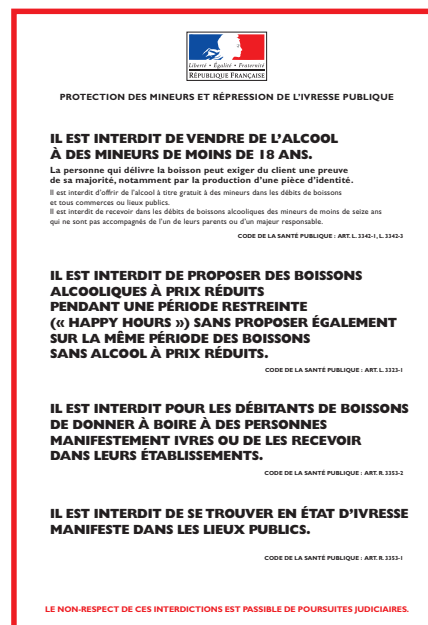 Liberté • Égalité • Fraternité
RÉPUBLIQUE FRANÇAISE
PROTECTION DES MINEURS ET RÉPRESSION DE L'IVRESSE PUBLIQUE
IL EST INTERDIT DE VENDRE DE L'ALCOOL
À DES MINEURS DE MOINS DE 18 ANS.
La personne qui délivre la boisson peut exiger du client une preuve
de sa majorité, notamment par la production d'une pièce d'identité.
Il est interdit d'offrir de l'alcool à titre gratuit à des mineurs dans les débits de boissons
et tous commerces ou lieux publics.
Il est interdit de recevoir dans les débits de boissons alcooliques des mineurs de moins de seize ans
qui ne sont pas accompagnés de l'un de leurs parents ou d'un majeur responsable.
CODE DE LA SANTÉ PUBLIQUE : ART. L. 3342-1, L. 3342-3
IL EST INTERDIT DE PROPOSER DES BOISSONS
ALCOOLIQUES À PRIX RÉDUITS
PENDANT UNE PÉRIODE RESTREINTE
(« HAPPY HOURS ») SANS PROPOSER ÉGALEMENT
SUR LA MÊME PÉRIODE DES BOISSONS
SANS ALCOOL À PRIX RÉDUITS.
CODE DE LA SANTÉ PUBLIQUE : ART. L. 3323-1
IL EST INTERDIT POUR LES DÉBITANTS DE BOISSONS
DE DONNER À BOIRE À DES PERSONNES
MANIFESTEMENT IVRES OU DE LES RECEVOIR
DANS LEURS ÉTABLISSEMENTS.
CODE DE LA SANTÉ PUBLIQUE : ART. R. 3353-2
IL EST INTERDIT DE SE TROUVER EN ÉTAT D'IVRESSE
MANIFESTE DANS LES LIEUX PUBLICS.
CODE DE LA SANTÉ PUBLIQUE : ART. R. 3353-1
LE NON-RESPECT DE CES INTERDICTIONS EST PASSIBLE DE POURSUITES JUDICIAIRES.